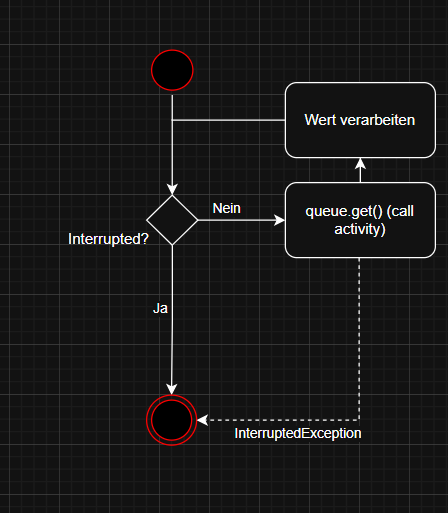 Wert verarbeiten
Nein
queue.get() (call
activity)
Interrupted?
Ja
InterruptedException